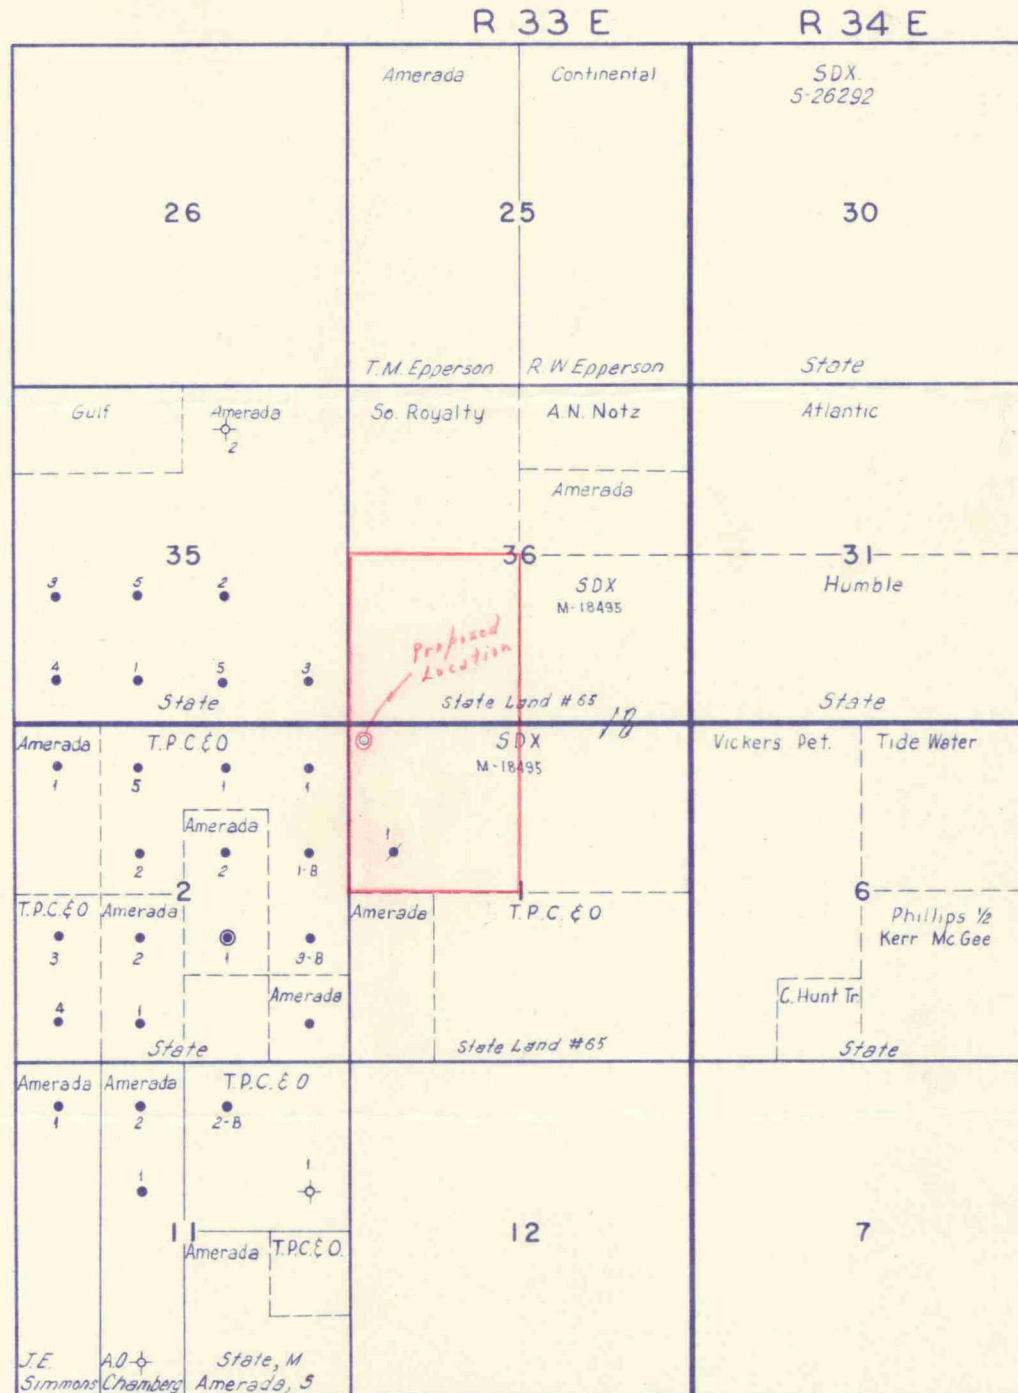 R 33 E
R 34 E
Amerada
Continental
SDX.
S-26292
26
25
30
T.M. Epperson
R.W Epperson
State
Gulf
Amerada
2
So. Royalty
A.N. Notz
Atlantic
Amerada
35
36
31
3
5
2
SDX
M-18495
Humble
Proposed
Location
4
1
5
3
State
State Land #65
State
Amerada
T.P.C.&O
SDX
M-18495
Vickers Pet.
Tide Water
1
5
1
1
Amerada
1
2
2
1-B
2
1
6
T.P.C.&O
Amerada
Amerada
T.P.C. & O
Phillips ½
Kerr McGee
3
2
1
3-B
Amerada
C. Hunt Tr.
4
1
State
State Land #65
State
Amerada
Amerada
T.P.C. & O
1
2
2-B
1
1
11
12
7
Amerada
T.P.C.& O.
J.E.
Simmons
A.O
Chamberg
State, M
Amerada, S